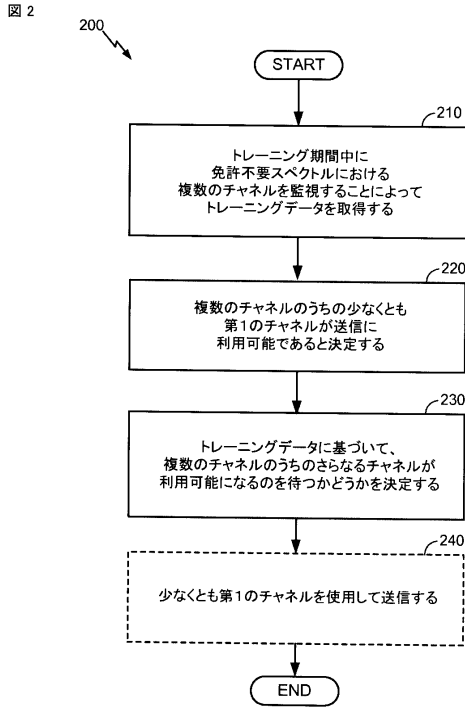 図２
200
START
210
トレーニング期間中に
免許不要スペクトルにおける
複数のチャネルを監視することによって
トレーニングデータを取得する
220
複数のチャネルのうちの少なくとも
第１のチャネルが送信に
利用可能であると決定する
230
トレーニングデータに基づいて、
複数のチャネルのうちのさらなるチャネルが
利用可能になるのを待つかどうかを決定する
240
少なくとも第１のチャネルを使用して送信する
END